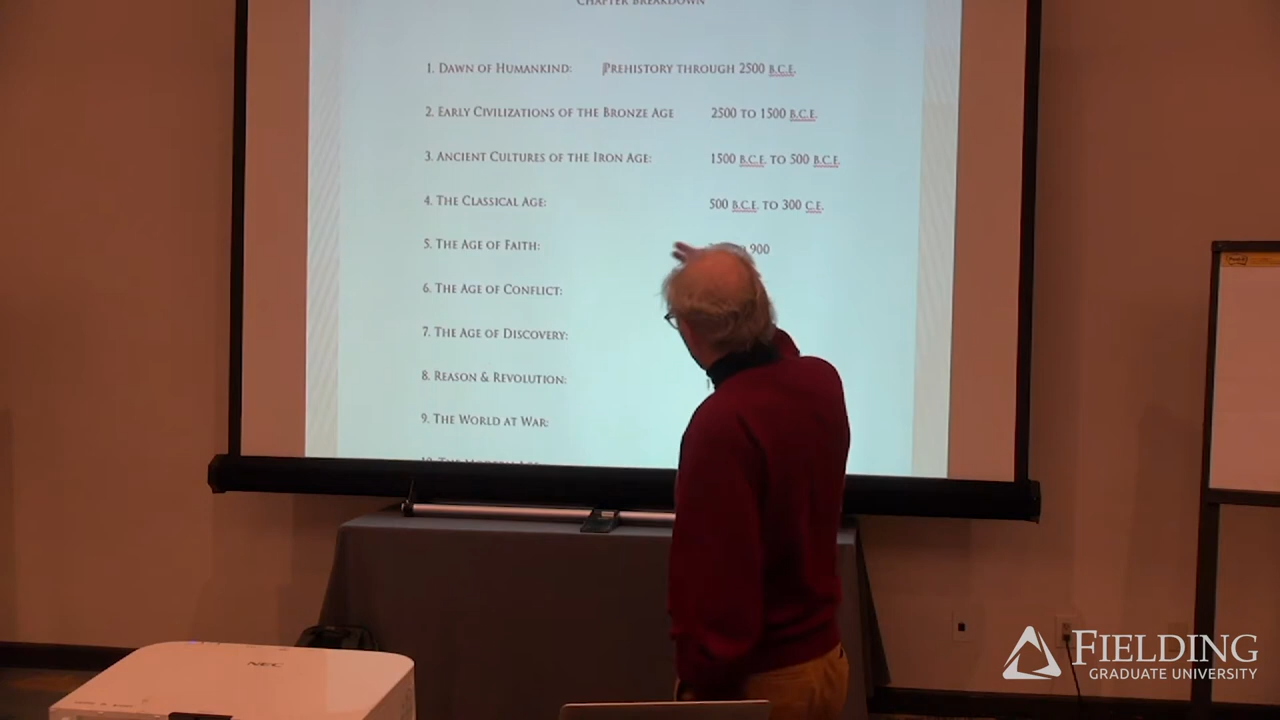 CHAPTER BREAKDOWN
1. DAWN OF HUMANKIND: PREHISTORY THROUGH 2500 B.C.E.
2. EARLY CIVILIZATIONS OF THE BRONZE AGE 2500 TO 1500 B.C.E.
3. ANCIENT CULTURES OF THE IRON AGE: 1500 B.C.E. TO 500 B.C.E.
4. THE CLASSICAL AGE: 500 B.C.E. TO 300 C.E.
5. THE AGE OF FAITH: 900
6. THE AGE OF CONFLICT:
7. THE AGE OF DISCOVERY:
8. REASON & REVOLUTION:
9. THE WORLD AT WAR:
NEC
FIELDING
GRADUATE UNIVERSITY